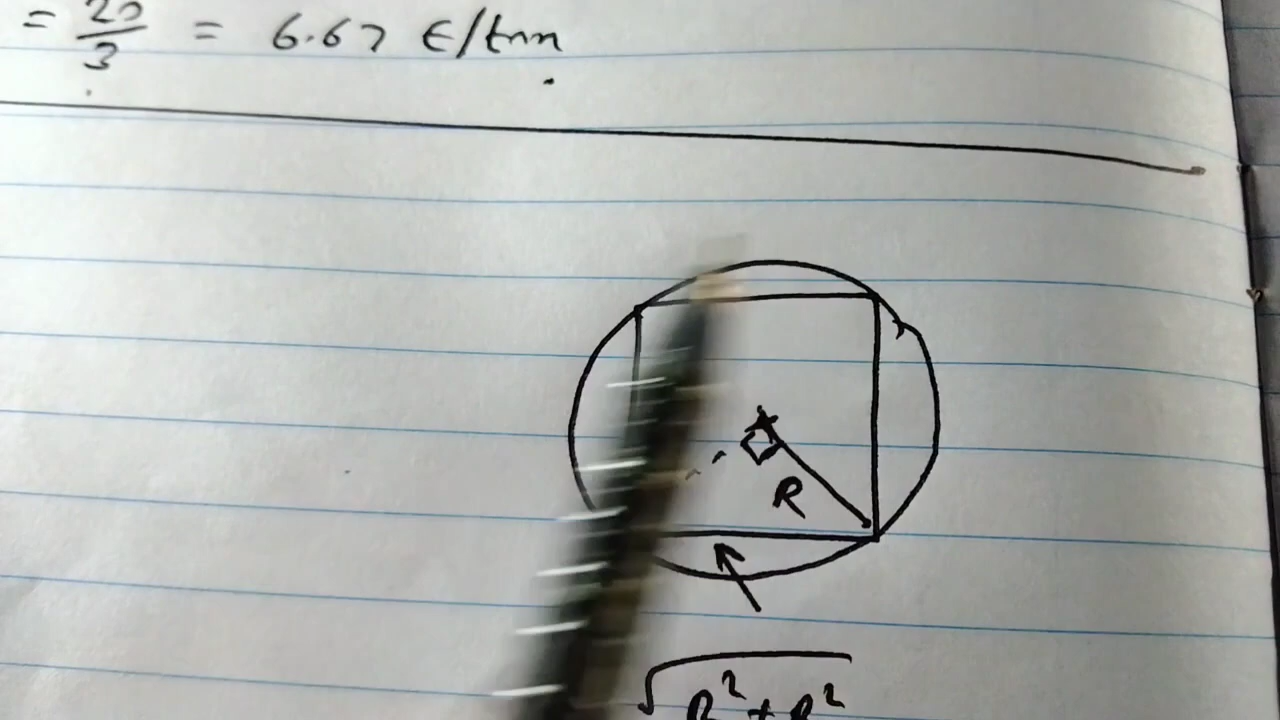 = 20/3 = 6.67 €/tnn
R
√R² + R²